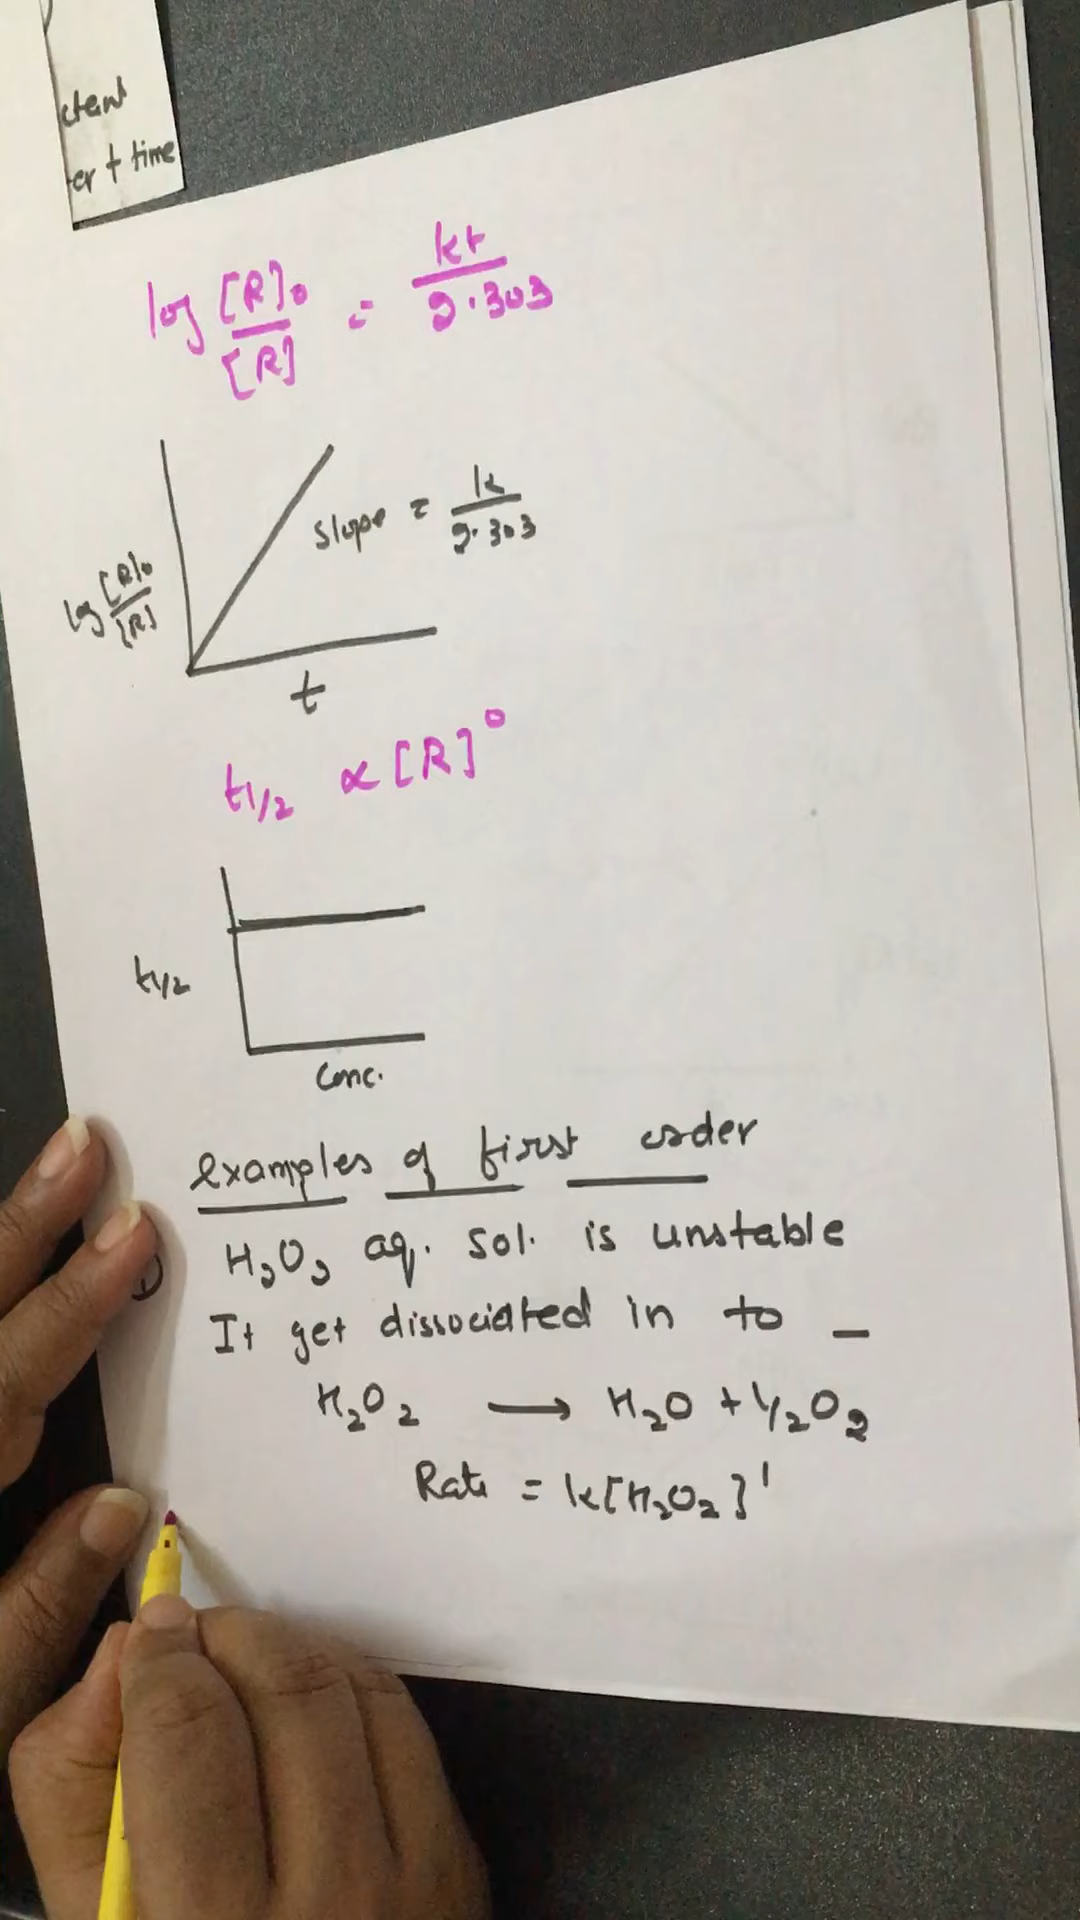 er t time
log [R]₀ / [R] = kt / 2.303
slope = k / 2.303
log [R]₀ / [R]
t
t1/2 ∝ [R]⁰
t1/2
Conc.
examples of first order
1) H₂O₂ aq. sol. is unstable
It get dissociated in to –
H₂O₂ ⟶ H₂O + 1/2O₂
Rate = k[H₂O₂]¹